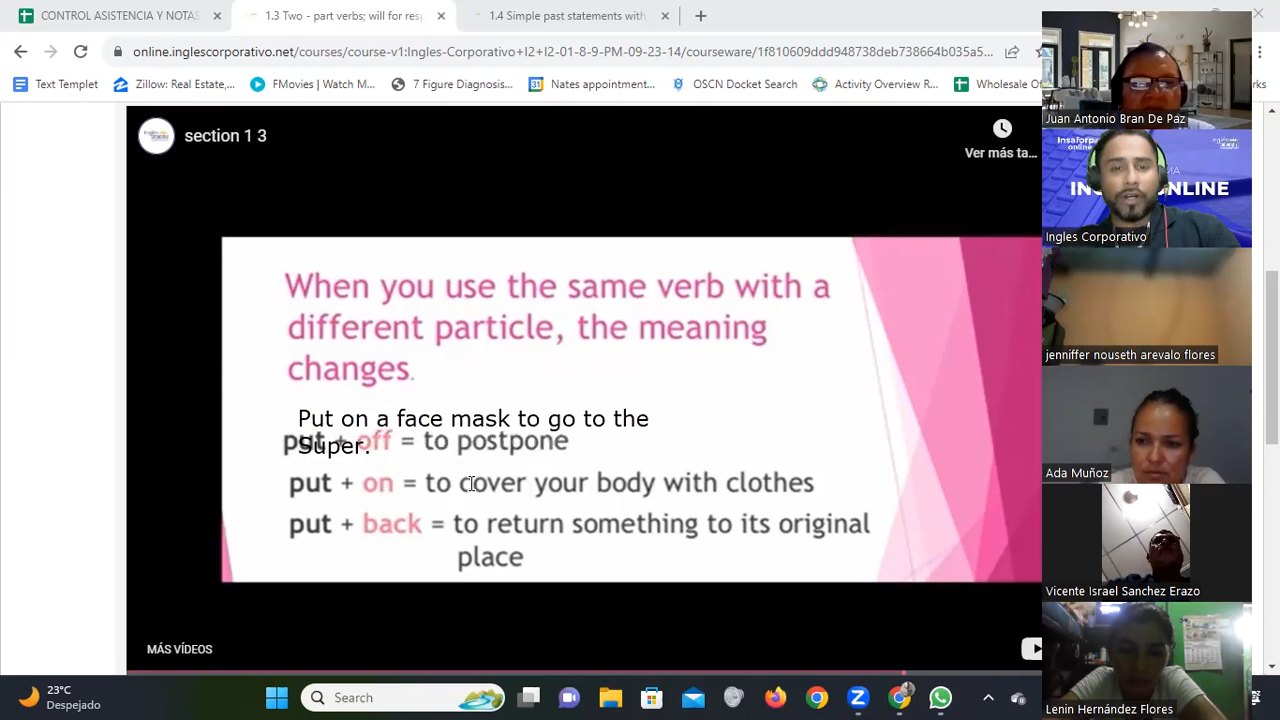 CONTROL ASISTENCIA Y NOTAS
1.3 Two - part verbs; will for resp
1.4 Simple past statements with
online.inglescorporativo.net/courses/course-v1:Ingles-Corporativo+I2+I2-01-8-9-PM-09-23-14/courseware/1f810609ddd948738deb738664b035a5...
Text Templet
Zillow: Real Estate,...
FMovies | Watch M...
7 Figure Diagnosis...
rlates appointment...
OSCN Docket Search
Activity Overview R...
Wholesale O
section 1 3
Ver más ta...
When you use the same verb with a
different particle, the meaning
changes.
Put on a face mask to go to the
Super.
put + off = to postpone
put + on = to cover your body with clothes
put + back = to return something to its original
place
MÁS VÍDEOS
Juan Antonio Bran De Paz
Insaforp
online
INGLES ONLINE
Ingles Corporativo
jenniffer nouseth arevalo flores
Ada Muñoz
Vicente Israel Sanchez Erazo
Lenin Hernández Flores
23°C
Despejado
Search